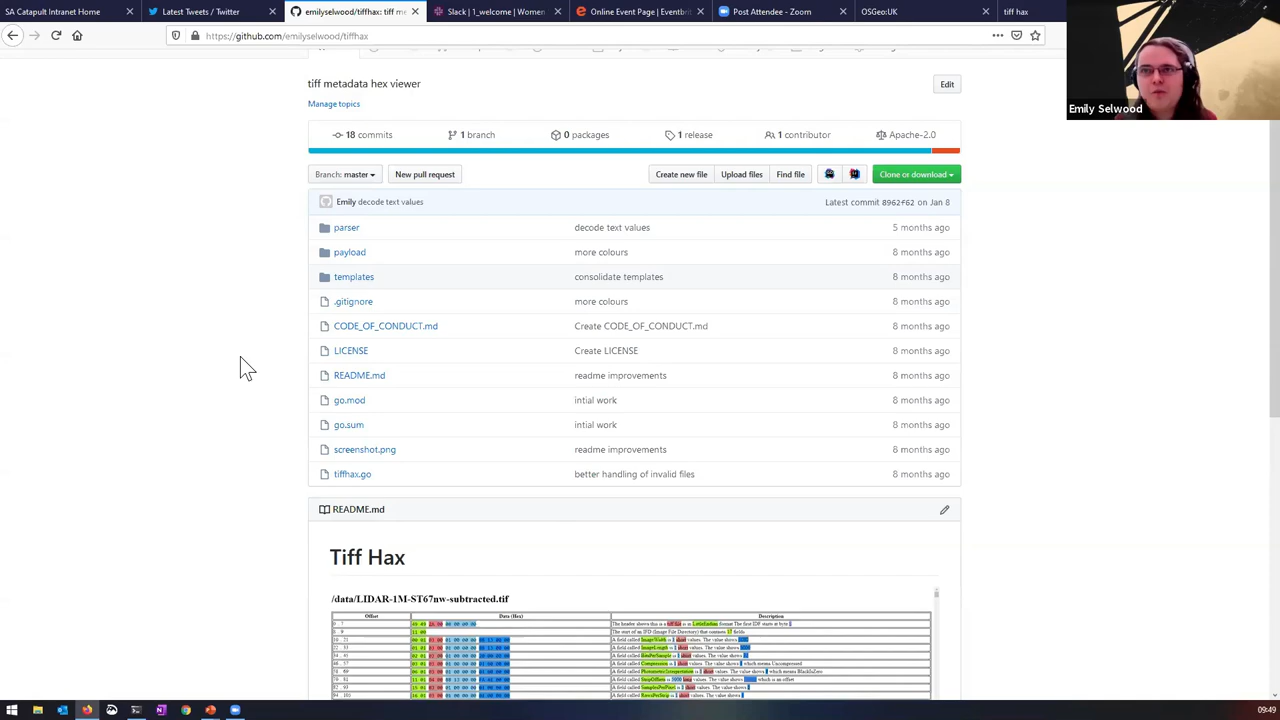 SA Catapult Intranet Home
Latest Tweets / Twitter
emilyselwood/tiffhax: tiff me
Slack | 1_welcome | Women
Online Event Page | Eventbri
Post Attendee - Zoom
OSGeo:UK
tiff hax
https://github.com/emilyselwood/tiffhax
Emily Selwood
tiff metadata hex viewer
Edit
Manage topics
18 commits
1 branch
0 packages
1 release
1 contributor
Apache-2.0
Branch: master
New pull request
Create new file
Upload files
Find file
Clone or download
Emily decode text values
Latest commit 8962f62 on Jan 8
parser
decode text values
5 months ago
payload
more colours
8 months ago
templates
consolidate templates
8 months ago
.gitignore
more colours
8 months ago
CODE_OF_CONDUCT.md
Create CODE_OF_CONDUCT.md
8 months ago
LICENSE
Create LICENSE
8 months ago
README.md
readme improvements
8 months ago
go.mod
intial work
8 months ago
go.sum
intial work
8 months ago
screenshot.png
readme improvements
8 months ago
tiffhax.go
better handling of invalid files
8 months ago
README.md
Tiff Hax
/data/LIDAR-1M-ST67nw-subtracted.tif
Offset
Data (Hex)
Description
09:49